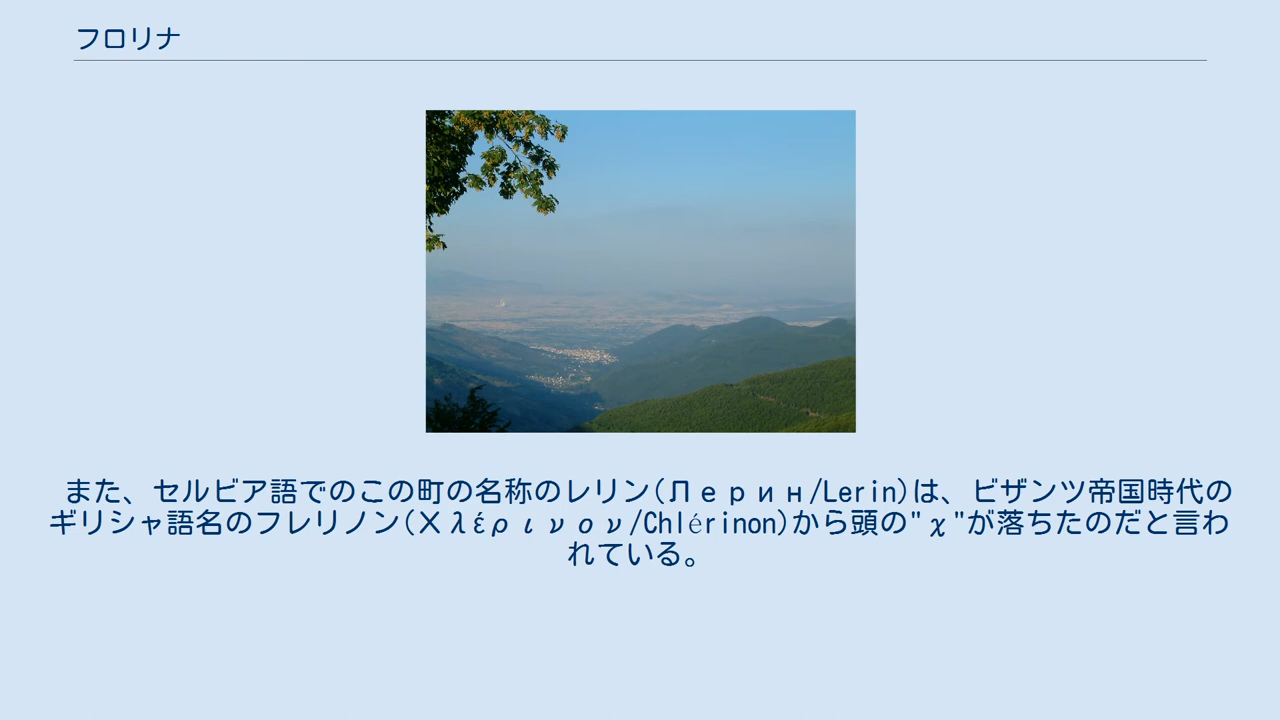 フロリナ
また、セルビア語でのこの町の名称のレリン(Лерин/Lerin)は、ビザンツ帝国時代の
ギリシャ語名のフレリノン(Χλέρινον/Chlérinon)から頭の"χ"が落ちたのだと言わ
れている。